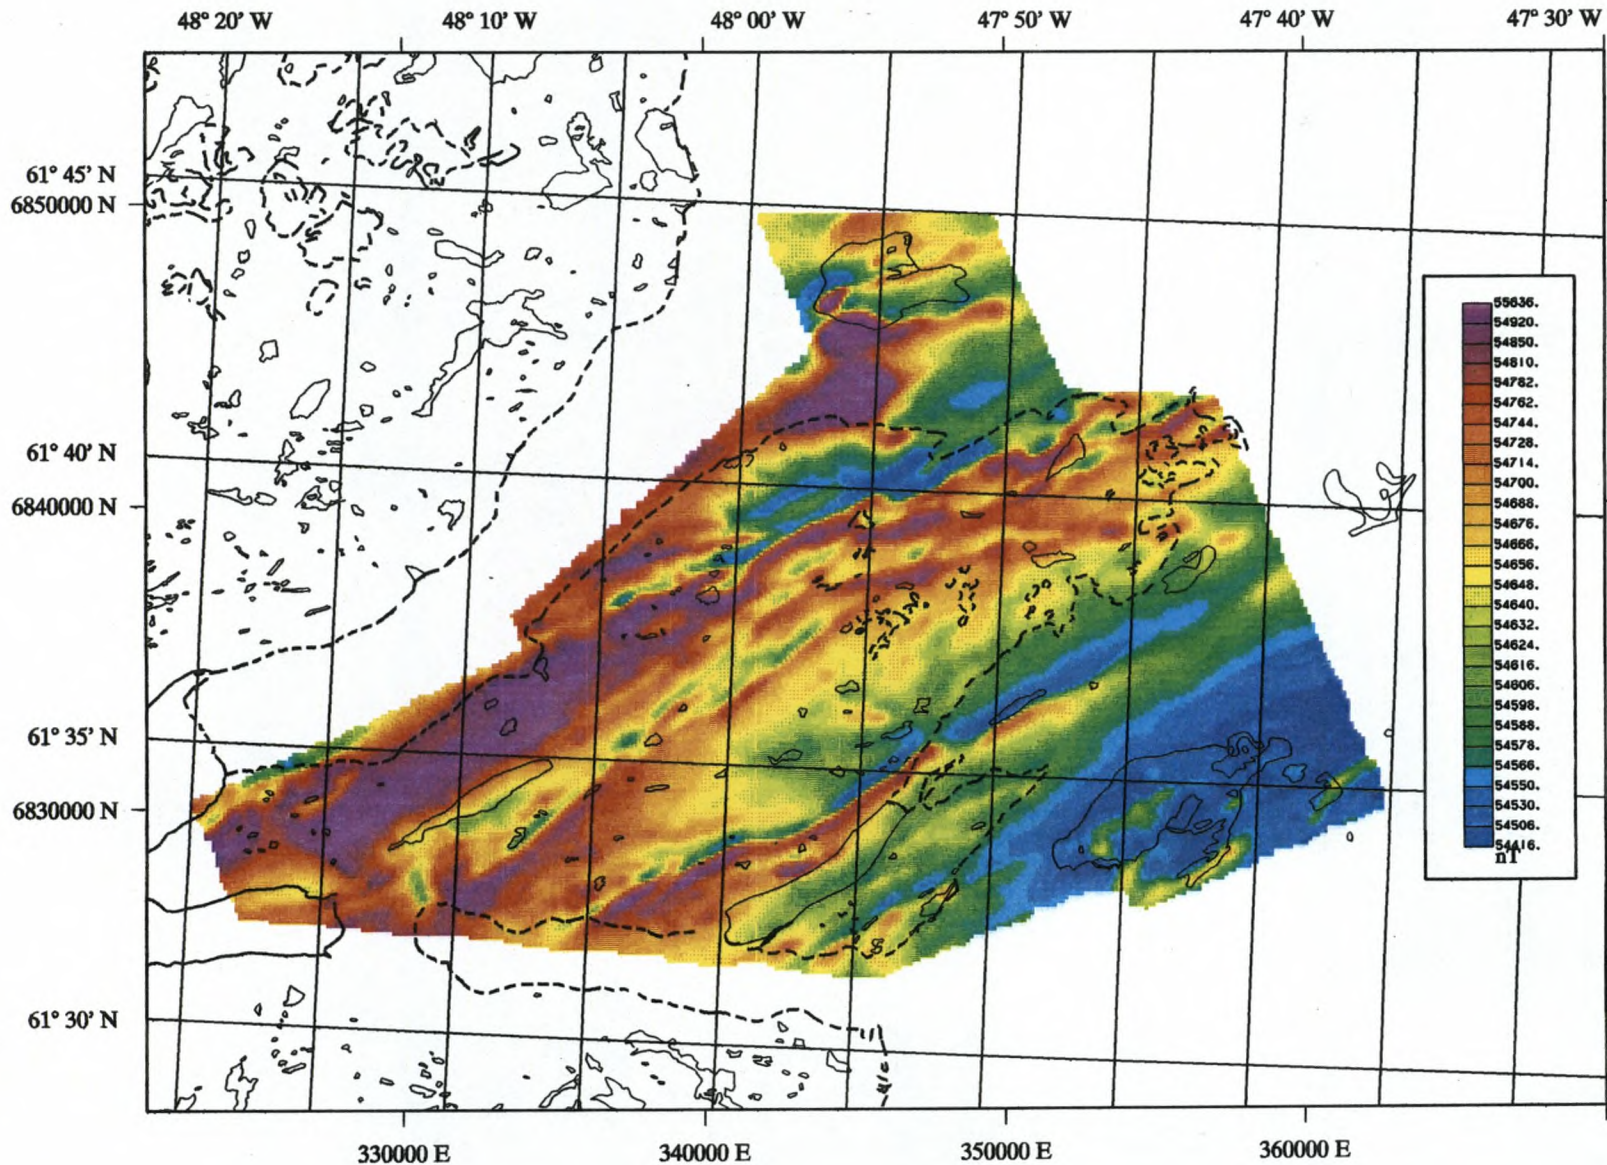 48° 20' W 48° 10' W 48° 00' W 47° 50' W 47° 40' W 47° 30' W
61° 45' N
6850000 N
61° 40' N
6840000 N
61° 35' N
6830000 N
61° 30' N
330000 E 340000 E 350000 E 360000 E
55636.
54920.
54850.
54810.
54782.
54762.
54744.
54728.
54714.
54700.
54688.
54676.
54666.
54656.
54648.
54640.
54632.
54624.
54616.
54606.
54598.
54588.
54578.
54566.
54550.
54530.
54506.
54416.
nT